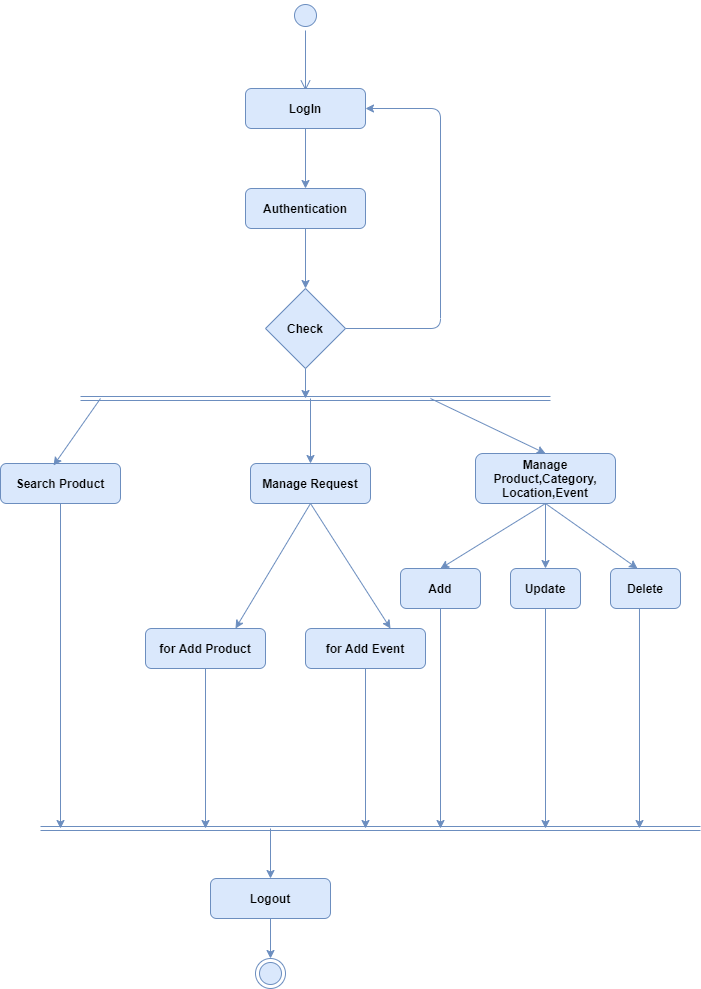 LogIn
Authentication
Check
Search Product
Manage Request
Manage
Product,Category,
Location,Event
Add
Update
Delete
for Add Product
for Add Event
Logout